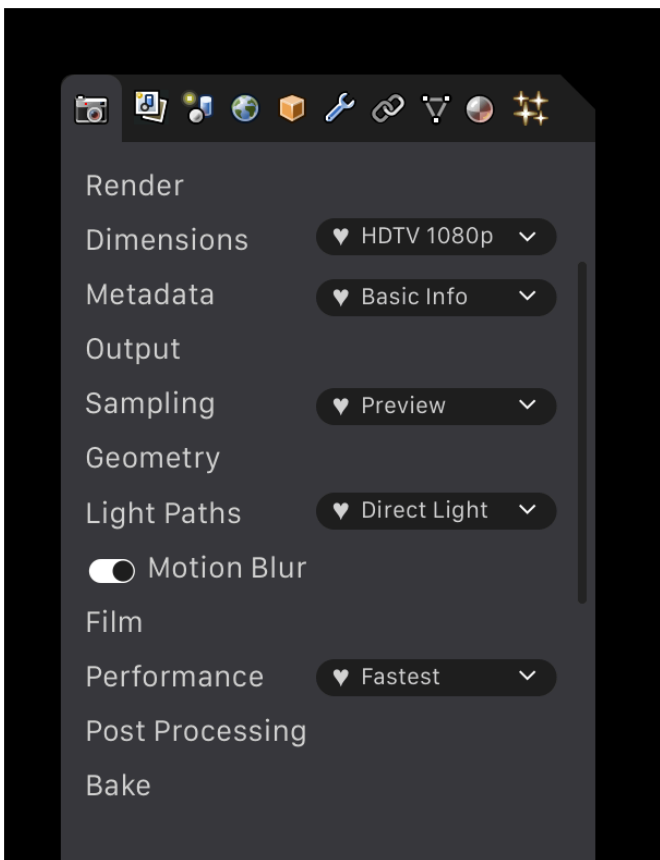 Render
Dimensions ♥ HDTV 1080p
Metadata ♥ Basic Info
Output
Sampling ♥ Preview
Geometry
Light Paths ♥ Direct Light
Motion Blur
Film
Performance ♥ Fastest
Post Processing
Bake